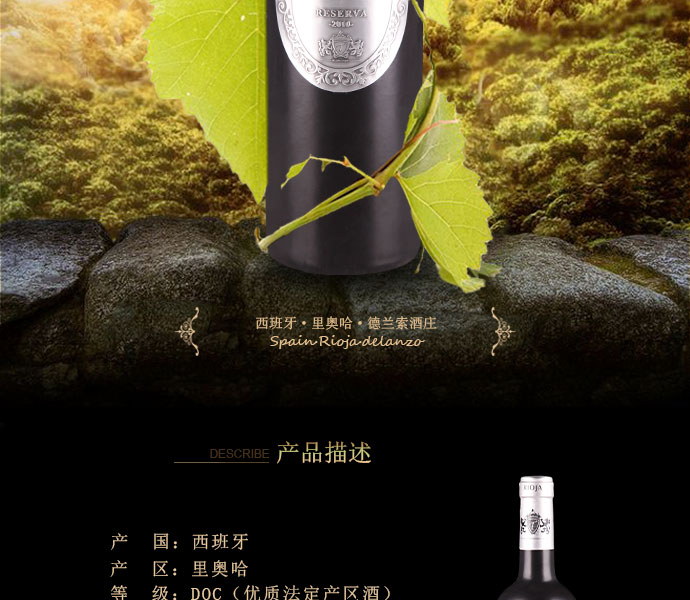 RESERVA
-2010-
西班牙·里奥哈·德兰索酒庄
Spain Rioja delanzo
DESCRIBE 产品描述
RIOJA
产 国：西班牙
产 区：里奥哈
等 级：DOC（优质法定产区酒）